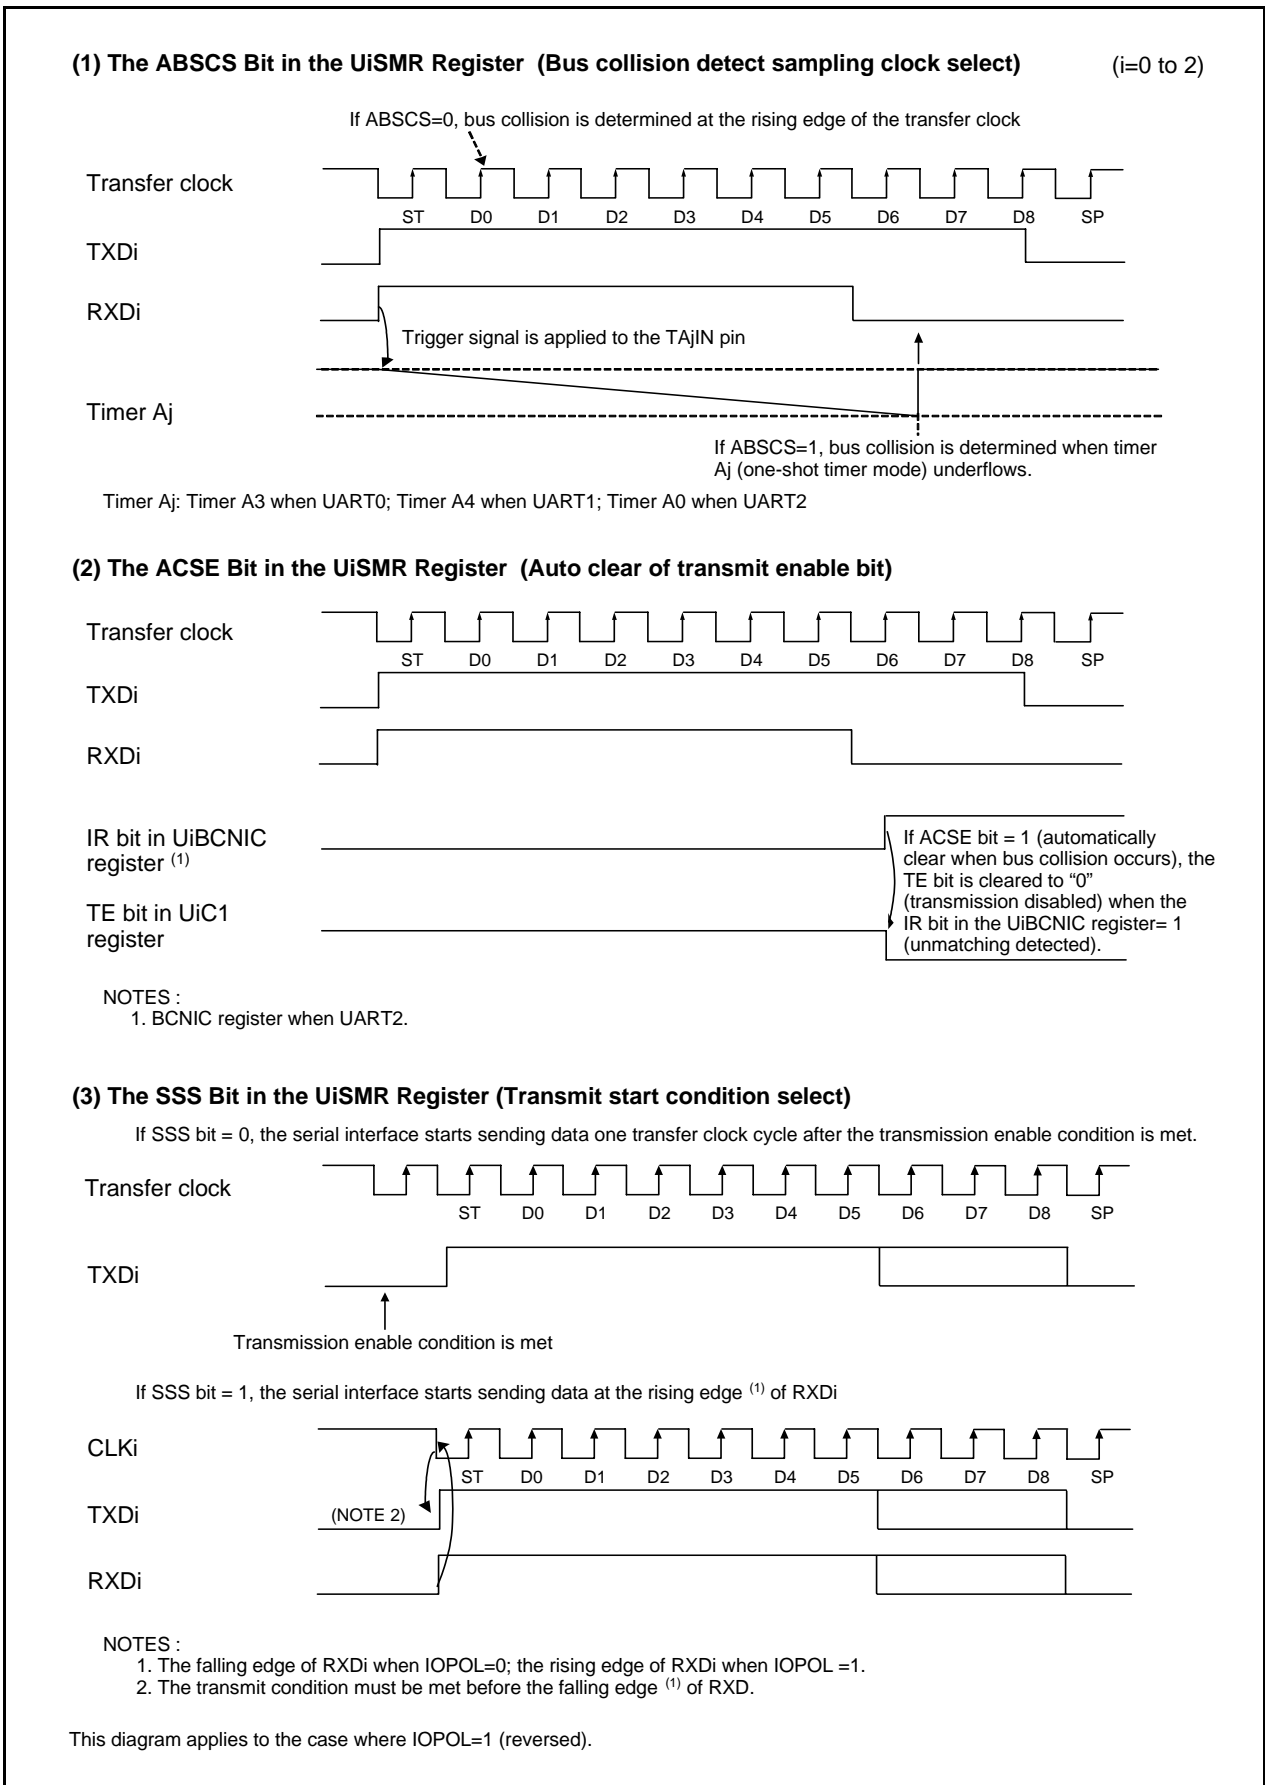 (1) The ABSCS Bit in the UiSMR Register (Bus collision detect sampling clock select) (i=0 to 2)
If ABSCS=0, bus collision is determined at the rising edge of the transfer clock
Transfer clock
ST D0 D1 D2 D3 D4 D5 D6 D7 D8 SP
TXDi
RXDi
Trigger signal is applied to the TAjIN pin
Timer Aj
If ABSCS=1, bus collision is determined when timer
Aj (one-shot timer mode) underflows.
Timer Aj: Timer A3 when UART0; Timer A4 when UART1; Timer A0 when UART2
(2) The ACSE Bit in the UiSMR Register (Auto clear of transmit enable bit)
Transfer clock
ST D0 D1 D2 D3 D4 D5 D6 D7 D8 SP
TXDi
RXDi
IR bit in UiBCNIC
register (1)
If ACSE bit = 1 (automatically
clear when bus collision occurs), the
TE bit is cleared to “0”
(transmission disabled) when the
IR bit in the UiBCNIC register= 1
(unmatching detected).
TE bit in UiC1
register
NOTES :
1. BCNIC register when UART2.
(3) The SSS Bit in the UiSMR Register (Transmit start condition select)
If SSS bit = 0, the serial interface starts sending data one transfer clock cycle after the transmission enable condition is met.
Transfer clock
ST D0 D1 D2 D3 D4 D5 D6 D7 D8 SP
TXDi
Transmission enable condition is met
If SSS bit = 1, the serial interface starts sending data at the rising edge (1) of RXDi
CLKi
ST D0 D1 D2 D3 D4 D5 D6 D7 D8 SP
TXDi
(NOTE 2)
RXDi
NOTES :
1. The falling edge of RXDi when IOPOL=0; the rising edge of RXDi when IOPOL =1.
2. The transmit condition must be met before the falling edge (1) of RXD.
This diagram applies to the case where IOPOL=1 (reversed).